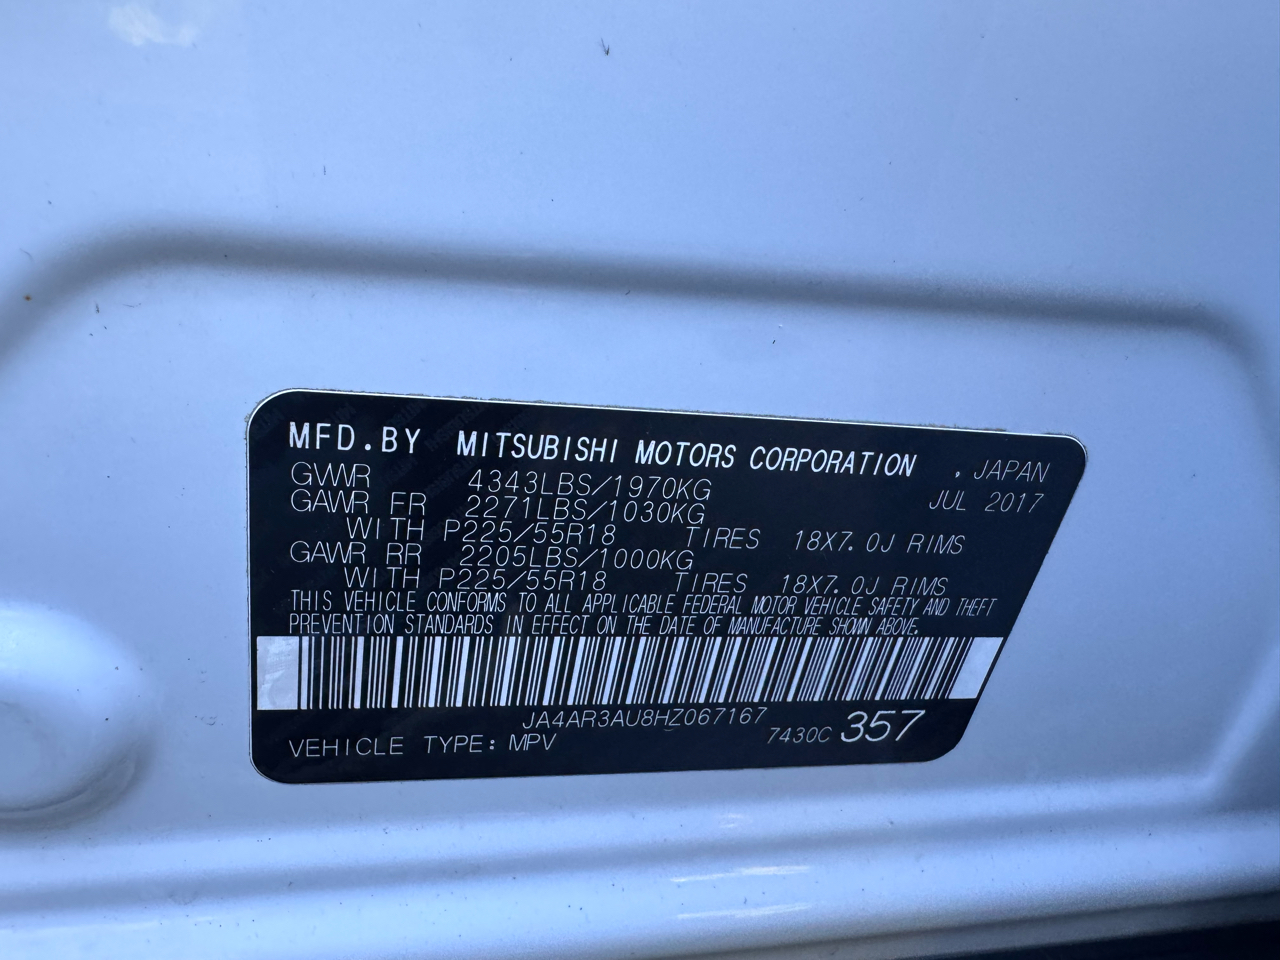 MFD.BY MITSUBISHI MOTORS CORPORATION , JAPAN
GVWR 4343LBS/1970KG JUL 2017
GAWR FR 2271LBS/1030KG
WITH P225/55R18 TIRES 18X7.0J RIMS
GAWR RR 2205LBS/1000KG
WITH P225/55R18 TIRES 18X7.0J RIMS
THIS VEHICLE CONFORMS TO ALL APPLICABLE FEDERAL MOTOR VEHICLE SAFETY AND THEFT
PREVENTION STANDARDS IN EFFECT ON THE DATE OF MANUFACTURE SHOWN ABOVE.
JA4AR3AU8HZ067167
VEHICLE TYPE: MPV 7430C 357